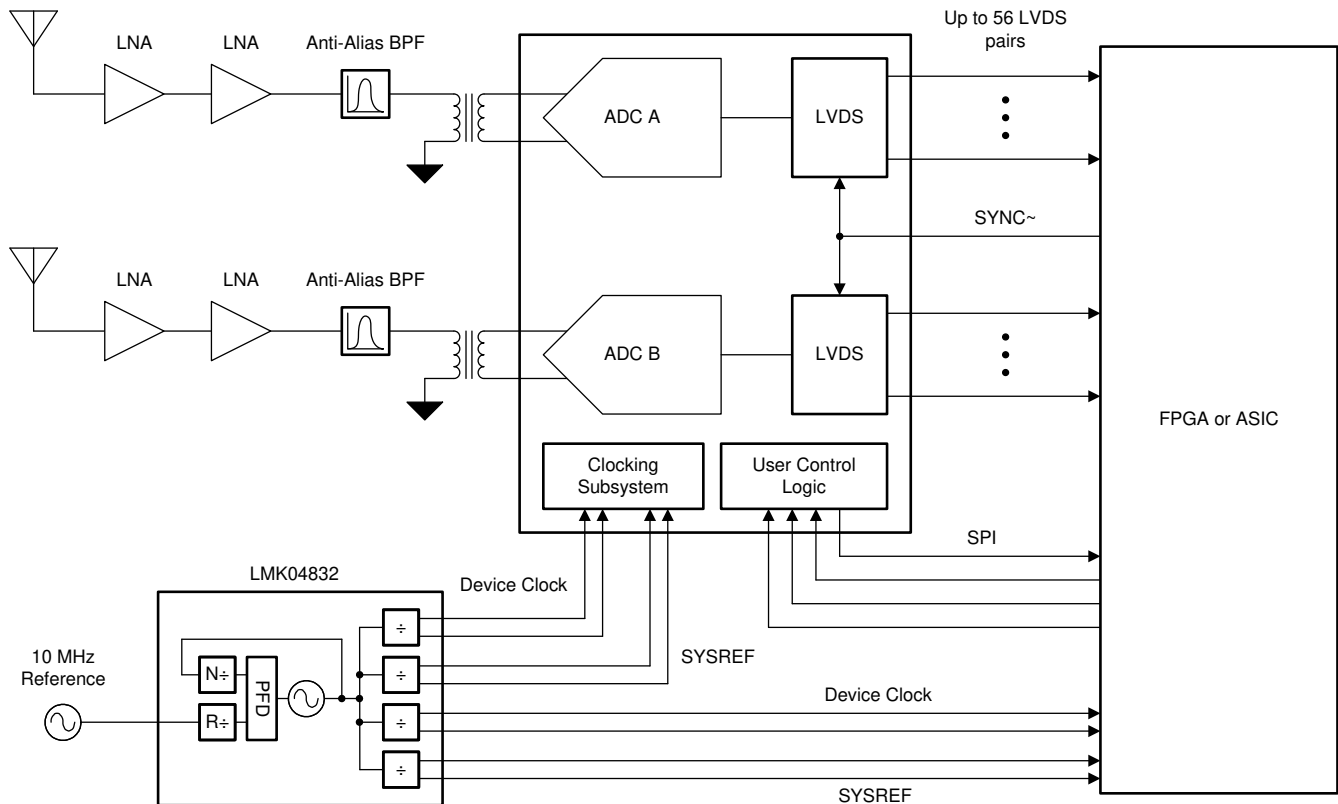 Up to 56 LVDS
pairs
LNA
LNA
Anti-Alias BPF
ADC A
LVDS
SYNC~
LNA
LNA
Anti-Alias BPF
ADC B
LVDS
FPGA or ASIC
Clocking
Subsystem
User Control
Logic
SPI
LMK04832
Device Clock
10 MHz
Reference
N÷
R÷
PFD
÷
÷
÷
÷
SYSREF
Device Clock
SYSREF